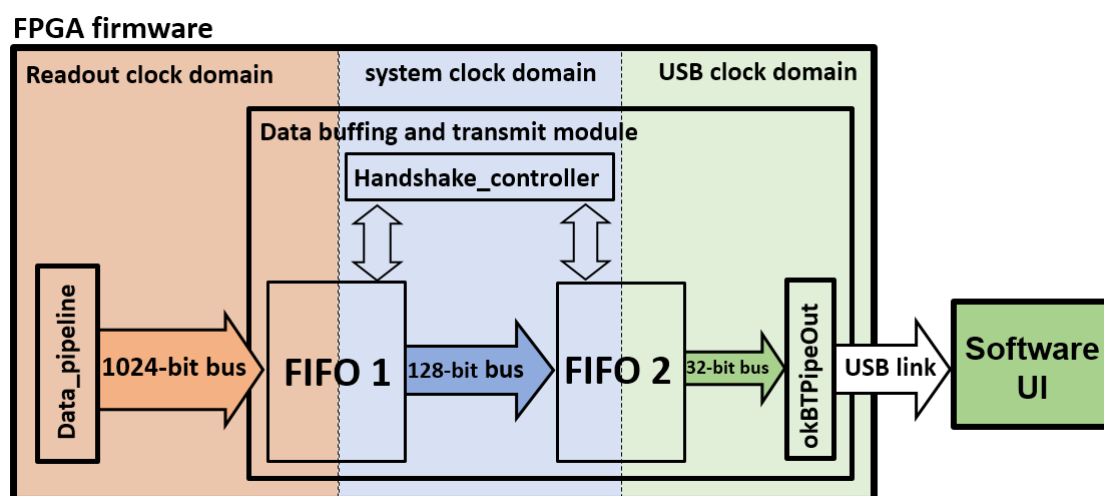 FPGA firmware
Readout clock domain
system clock domain
USB clock domain
Data buffing and transmit module
Handshake_controller
Data_pipeline
1024-bit bus
FIFO 1
128-bit bus
FIFO 2
32-bit bus
okBTPipeOut
USB link
Software
UI